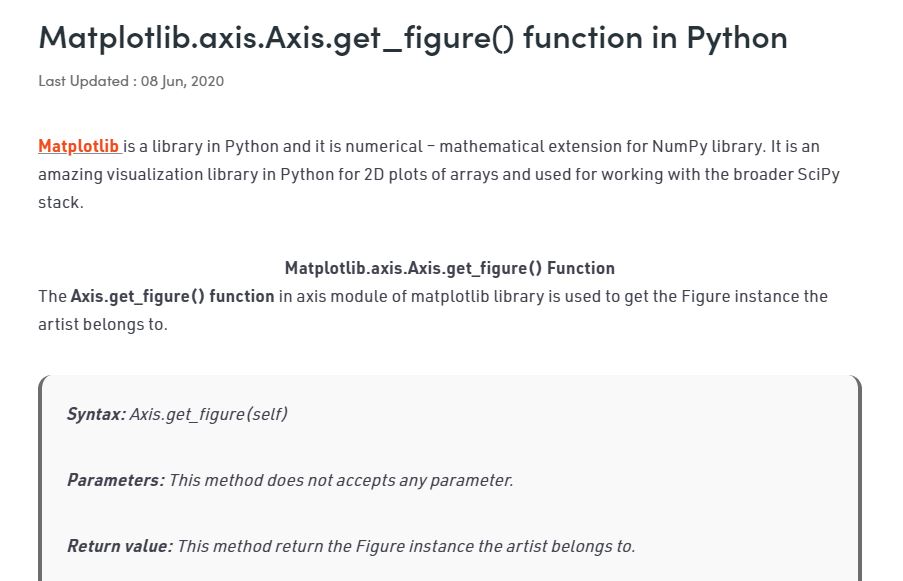 Matplotlib.axis.Axis.get_figure() function in Python
Last Updated : 08 Jun, 2020
Matplotlib is a library in Python and it is numerical – mathematical extension for NumPy library. It is an
amazing visualization library in Python for 2D plots of arrays and used for working with the broader SciPy
stack.
Matplotlib.axis.Axis.get_figure() Function
The Axis.get_figure() function in axis module of matplotlib library is used to get the Figure instance the
artist belongs to.
Syntax: Axis.get_figure(self)
Parameters: This method does not accepts any parameter.
Return value: This method return the Figure instance the artist belongs to.